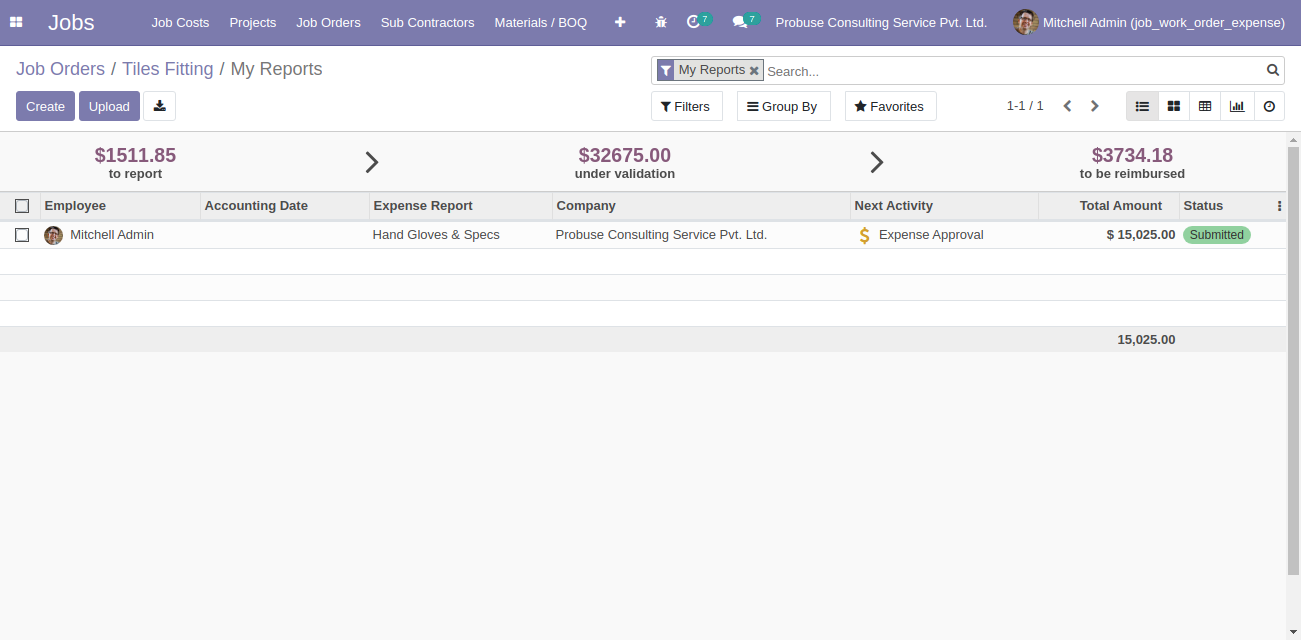 Jobs Job Costs Projects Job Orders Sub Contractors Materials / BOQ 7 7 Probuse Consulting Service Pvt. Ltd. Mitchell Admin (job_work_order_expense)
Job Orders / Tiles Fitting / My Reports My Reports Search...
Create Upload Filters Group By Favorites 1-1 / 1
$1511.85 $32675.00 $3734.18
to report under validation to be reimbursed
Employee Accounting Date Expense Report Company Next Activity Total Amount Status
Mitchell Admin Hand Gloves & Specs Probuse Consulting Service Pvt. Ltd. $ Expense Approval $ 15,025.00 Submitted
15,025.00